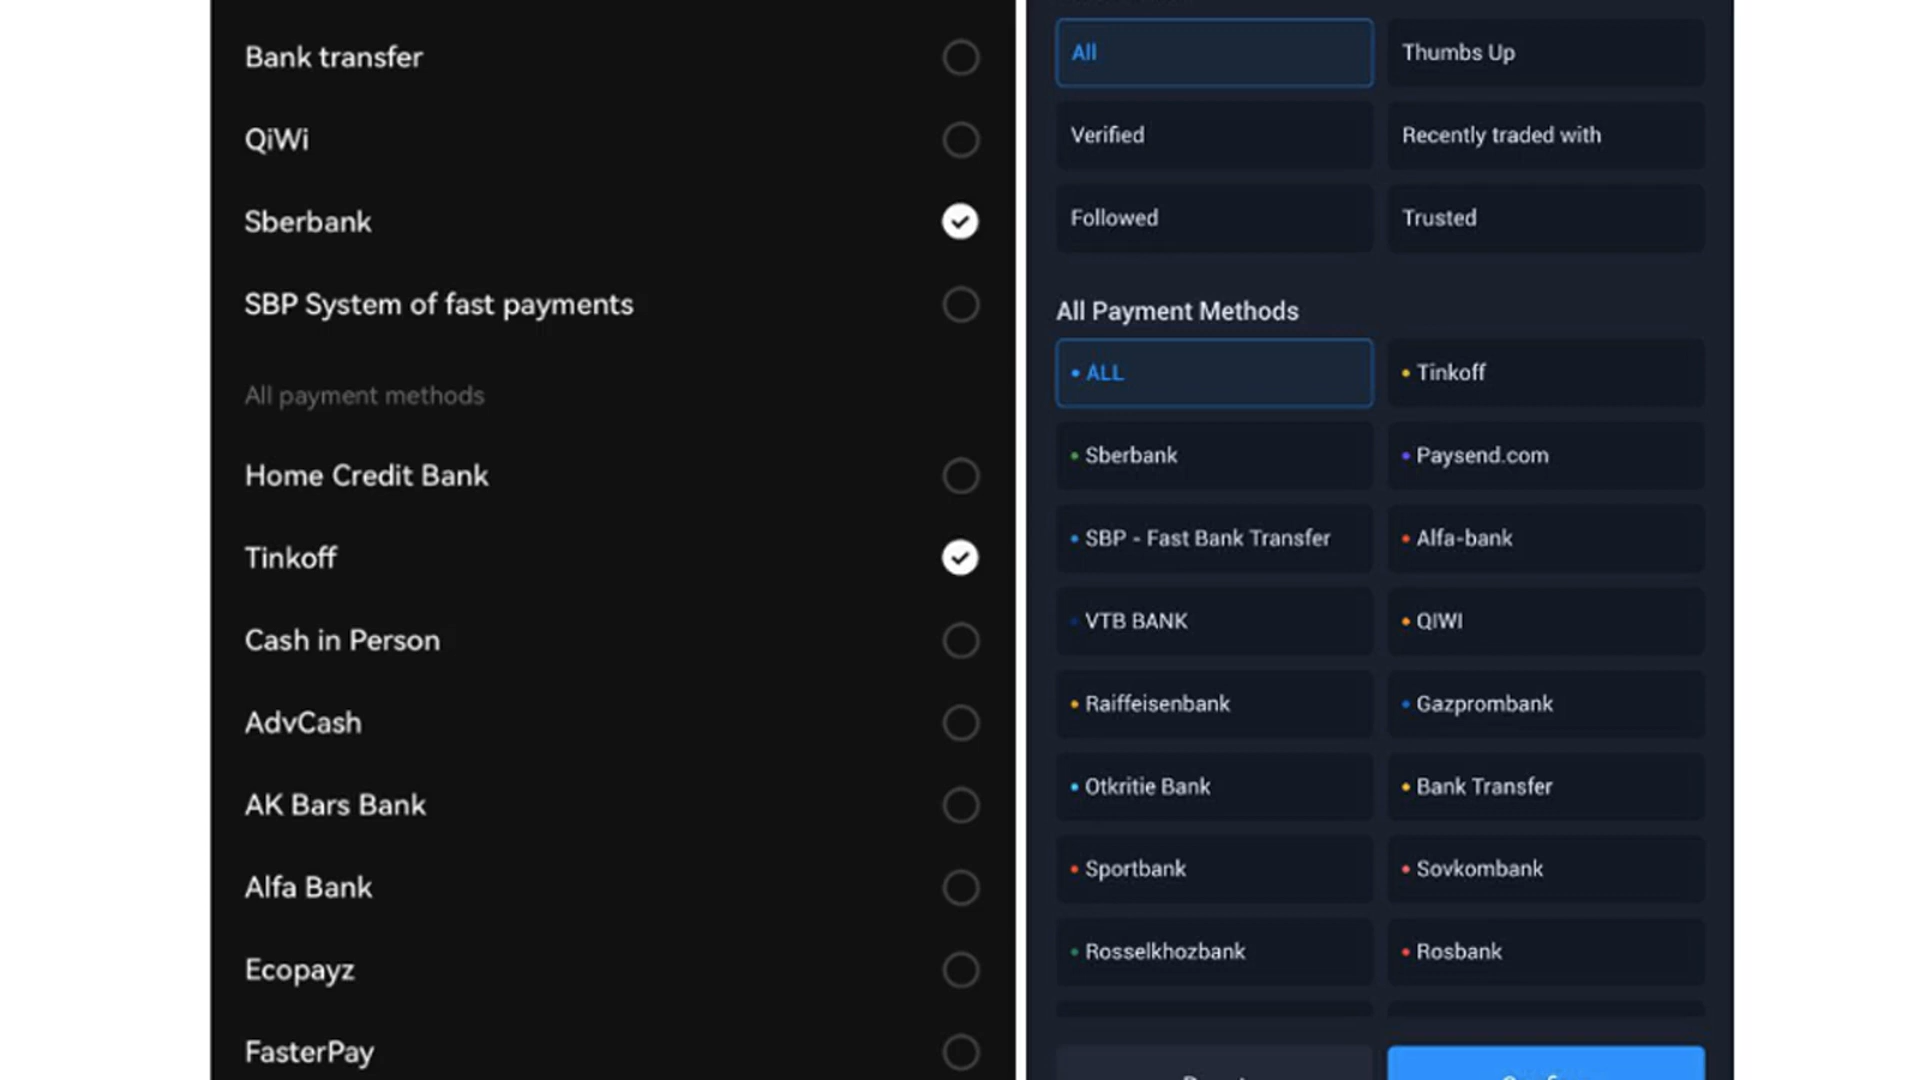 Bank transfer
QiWi
Sberbank
SBP System of fast payments
All payment methods
Home Credit Bank
Tinkoff
Cash in Person
AdvCash
AK Bars Bank
Alfa Bank
Ecopayz
FasterPay
All
Thumbs Up
Verified
Recently traded with
Followed
Trusted
All Payment Methods
ALL
Tinkoff
Sberbank
Paysend.com
SBP - Fast Bank Transfer
Alfa-bank
VTB BANK
QIWI
Raiffeisenbank
Gazprombank
Otkritie Bank
Bank Transfer
Sportbank
Sovkombank
Rosselkhozbank
Rosbank